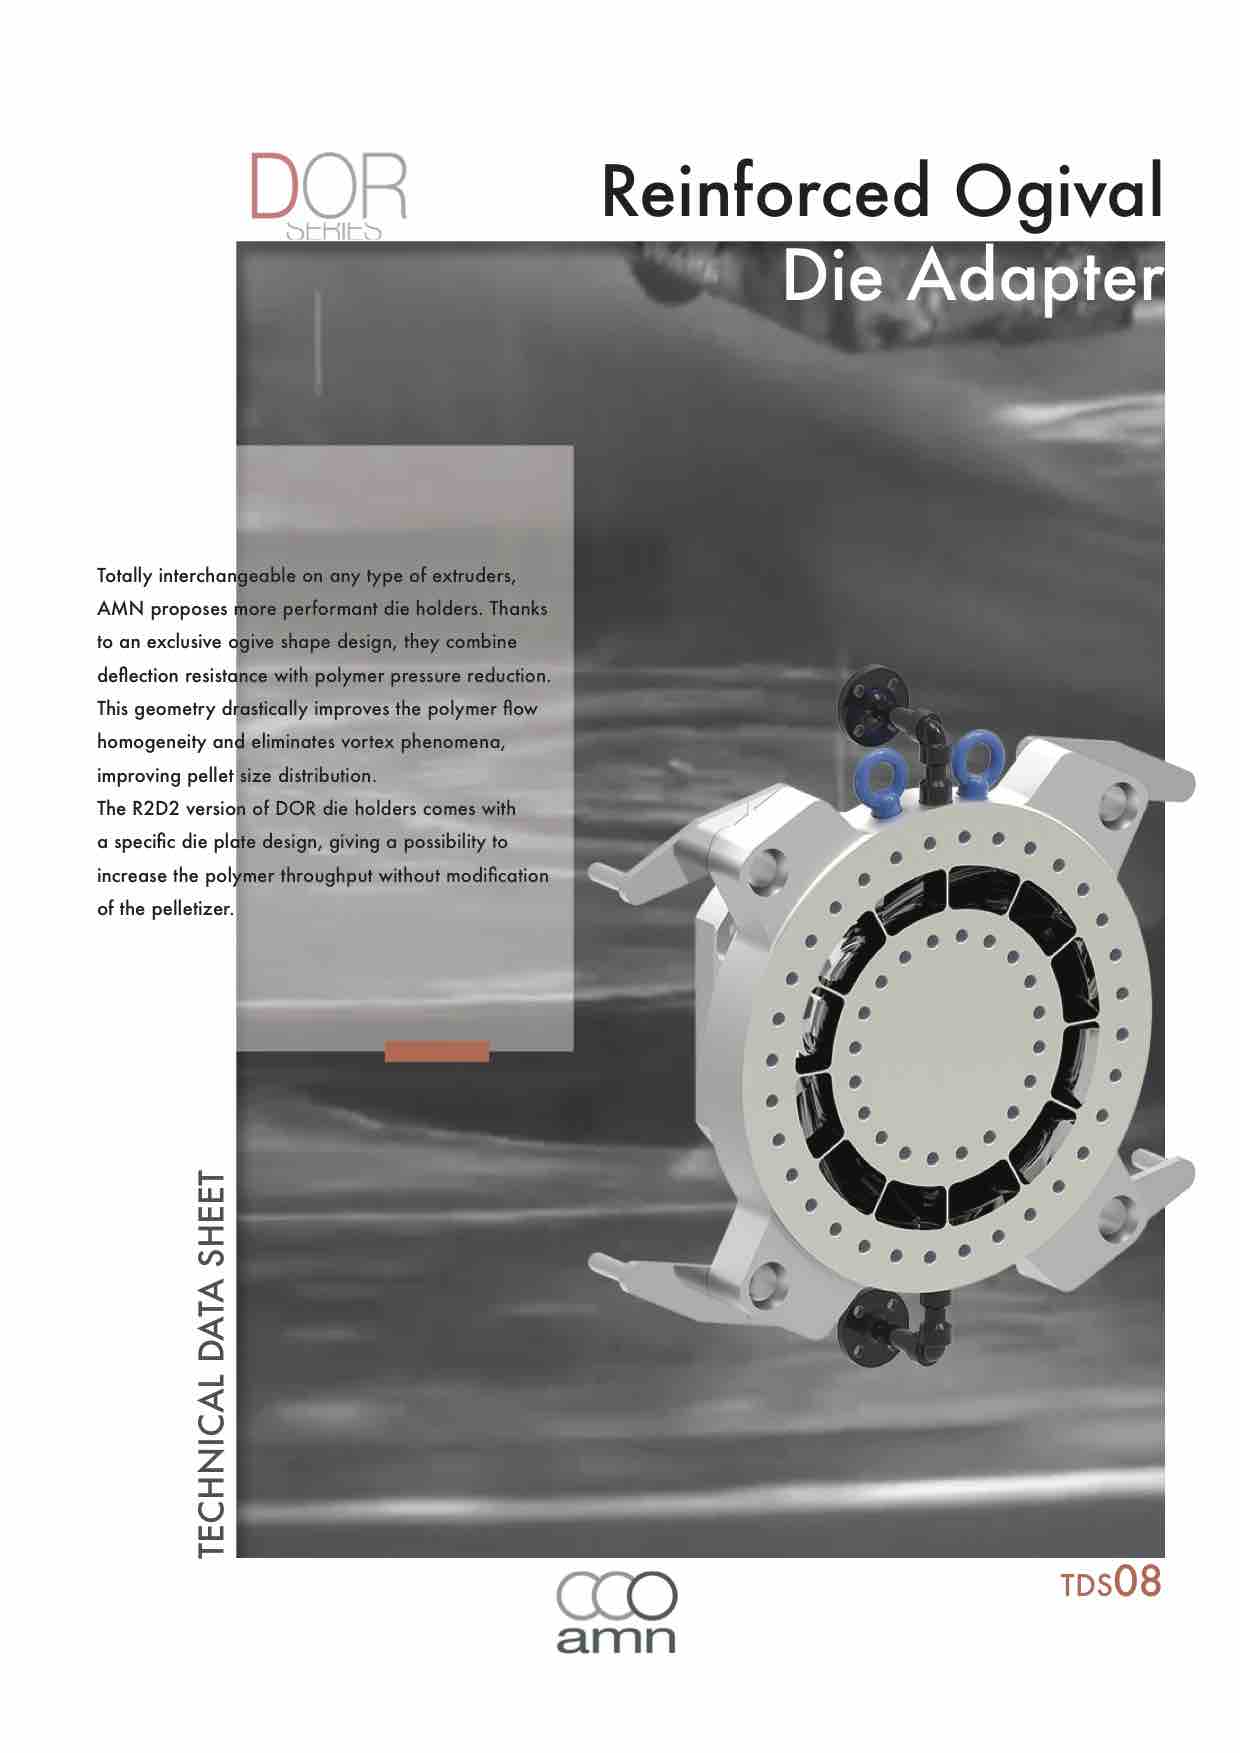 DOR
SERIES
Reinforced Ogival
Die Adapter
Totally interchangeable on any type of extruders,
AMN proposes more performant die holders. Thanks
to an exclusive ogive shape design, they combine
deflection resistance with polymer pressure reduction.
This geometry drastically improves the polymer flow
homogeneity and eliminates vortex phenomena,
improving pellet size distribution.
The R2D2 version of DOR die holders comes with
a specific die plate design, giving a possibility to
increase the polymer throughput without modification
of the pelletizer.
TECHNICAL DATA SHEET
TDS08
amn